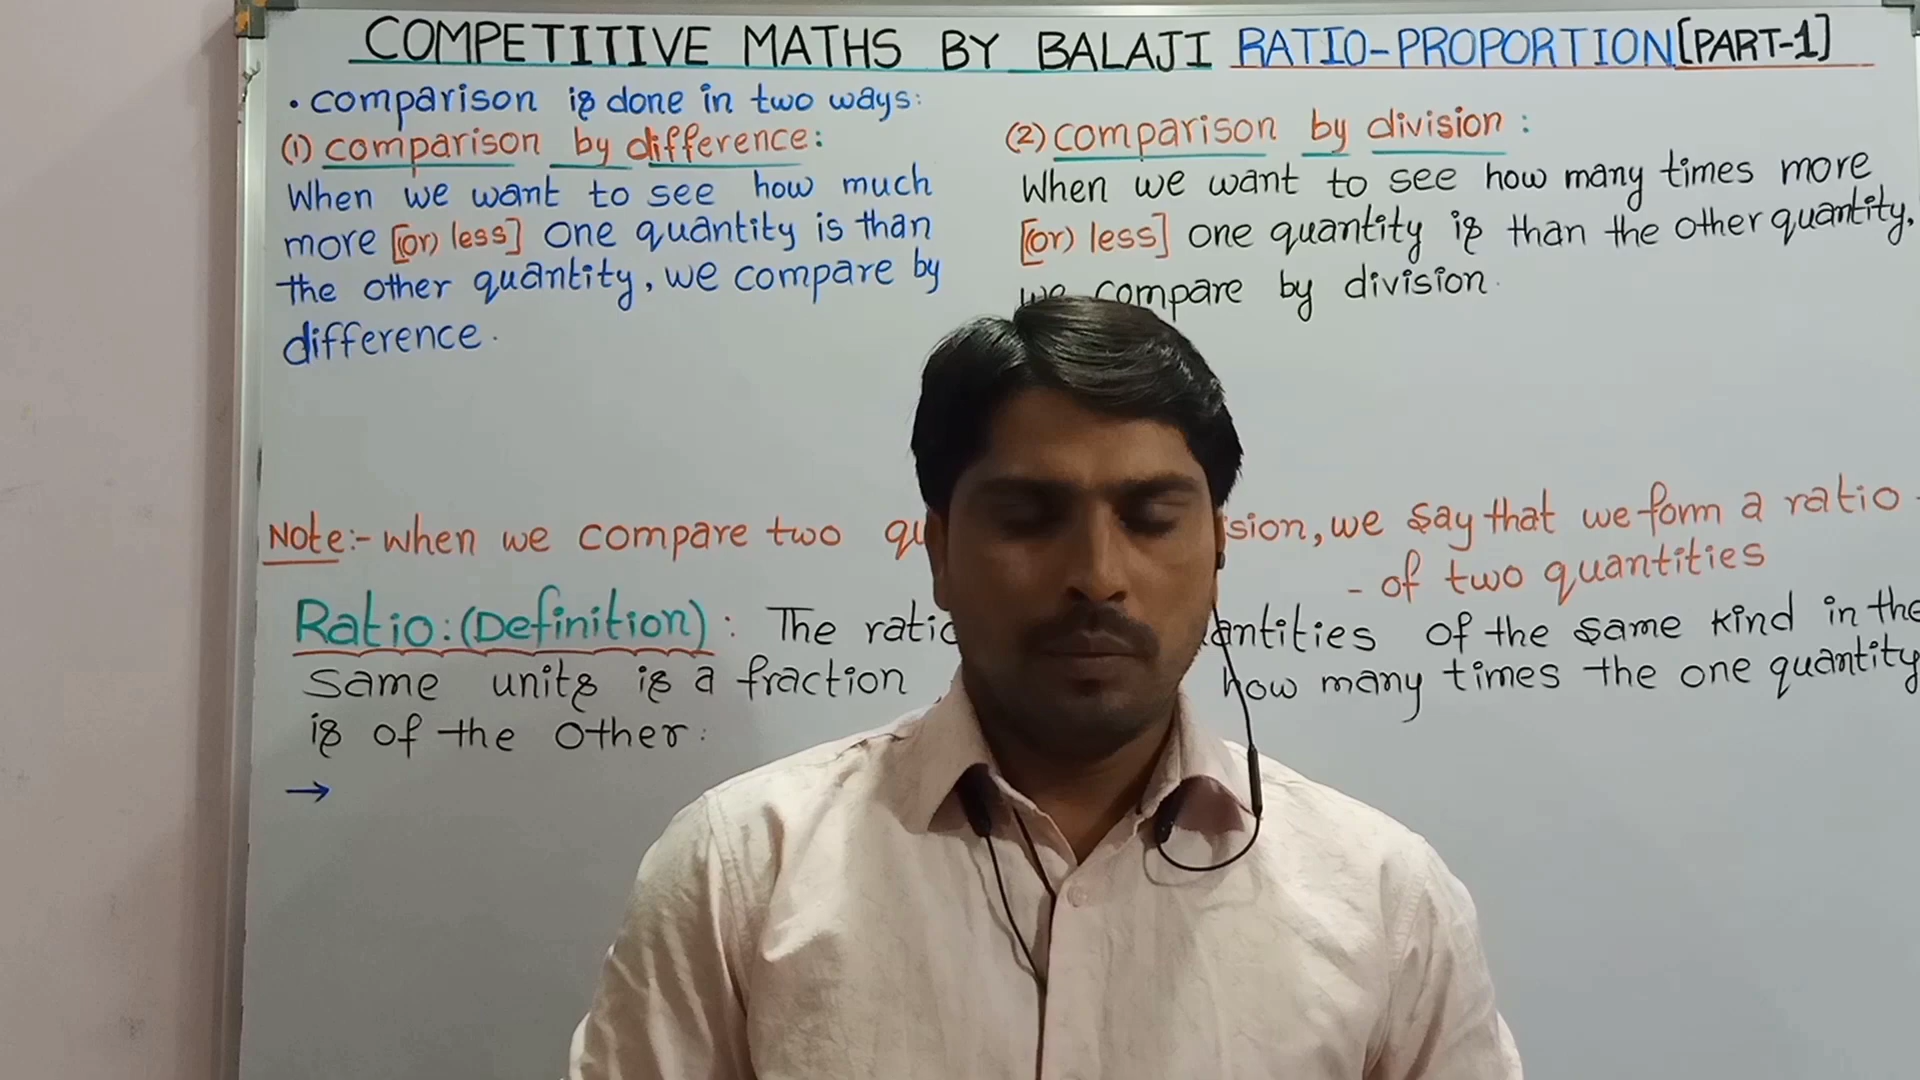 COMPETITIVE MATHS BY BALAJI RATIO-PROPORTION[PART-1]
• comparison is done in two ways:
(1) comparison by difference:
When we want to see how much
more [(or) less] one quantity is than
the other quantity, we compare by
difference.
(2) comparison by division:
When we want to see how many times more
[(or) less] one quantity is than the other quantity,
we compare by division.
Note:- when we compare two
we say that we form a ratio -
- of two quantities
Ratio:(Definition): The
of the same kind in the
same units is a fraction how many times the one quantity
is of the other:
→